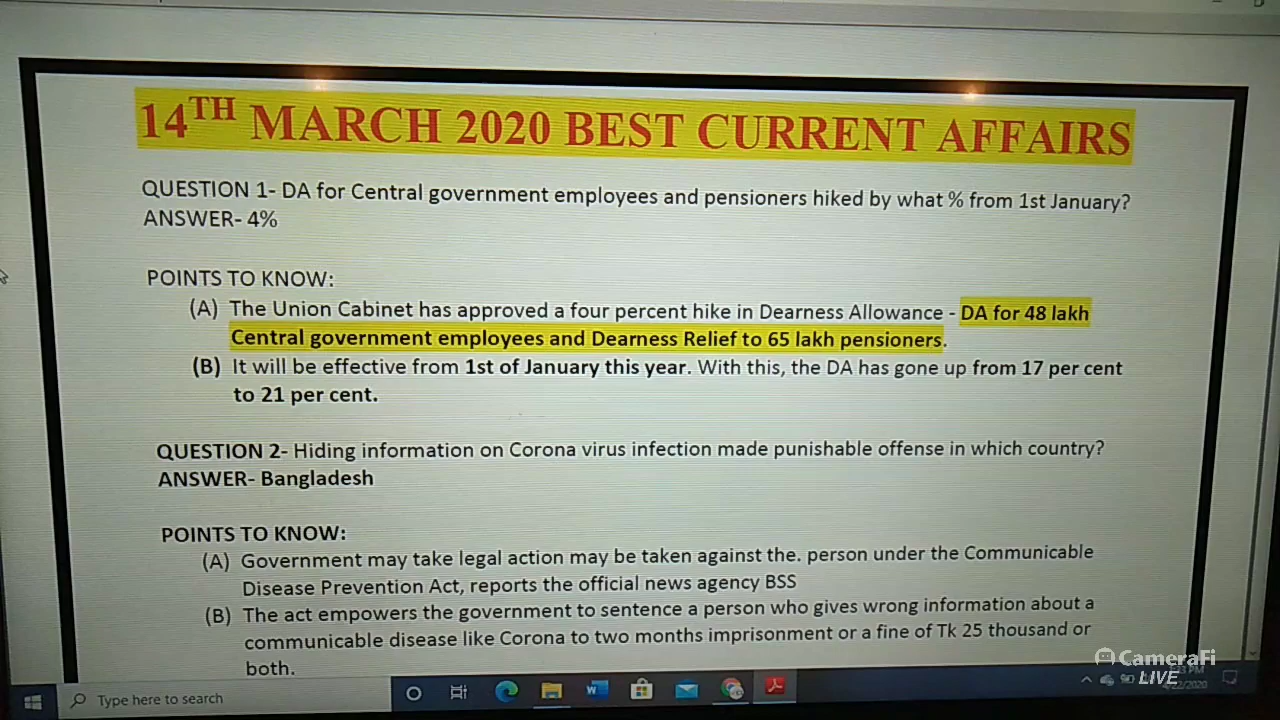 14TH MARCH 2020 BEST CURRENT AFFAIRS
QUESTION 1- DA for Central government employees and pensioners hiked by what % from 1st January?
ANSWER- 4%
POINTS TO KNOW:
(A) The Union Cabinet has approved a four percent hike in Dearness Allowance - DA for 48 lakh
Central government employees and Dearness Relief to 65 lakh pensioners.
(B) It will be effective from 1st of January this year. With this, the DA has gone up from 17 per cent
to 21 per cent.
QUESTION 2- Hiding information on Corona virus infection made punishable offense in which country?
ANSWER- Bangladesh
POINTS TO KNOW:
(A) Government may take legal action may be taken against the. person under the Communicable
Disease Prevention Act, reports the official news agency BSS
(B) The act empowers the government to sentence a person who gives wrong information about a
communicable disease like Corona to two months imprisonment or a fine of Tk 25 thousand or
both.
CameraFi
LIVE
Type here to search
4/22/2020